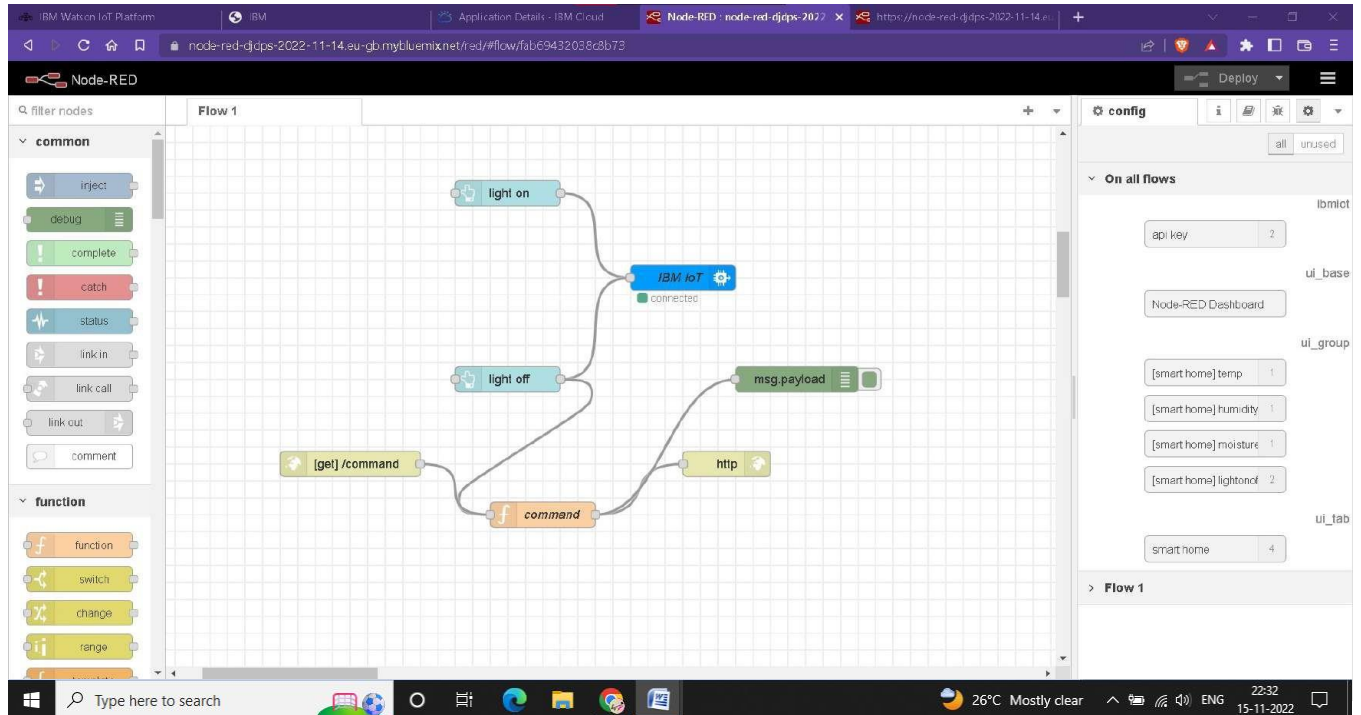 IBM Watson IoT Platform
IBM
Application Details - IBM Cloud
Node-RED : node-red-djdps-2022
https://node-red-djdps-2022-11-14.eu
node-red-djdps-2022-11-14.eu-gb.mybluemix.net/red/#flow/fab69432038c8b73
Node-RED
Deploy
filter nodes
Flow 1
config
all
unused
common
inject
debug
complete
catch
status
link in
link call
link out
comment
function
function
switch
change
range
light on
IBM IoT
connected
light off
msg.payload
[get] /command
http
command
On all flows
ibmiot
api key 2
ui_base
Node-RED Dashboard
ui_group
[smart home] temp 1
[smart home] humidity 1
[smart home] moisture 1
[smart home] lightonof 2
ui_tab
smart home 4
Flow 1
Type here to search
26°C Mostly clear
ENG
22:32
15-11-2022